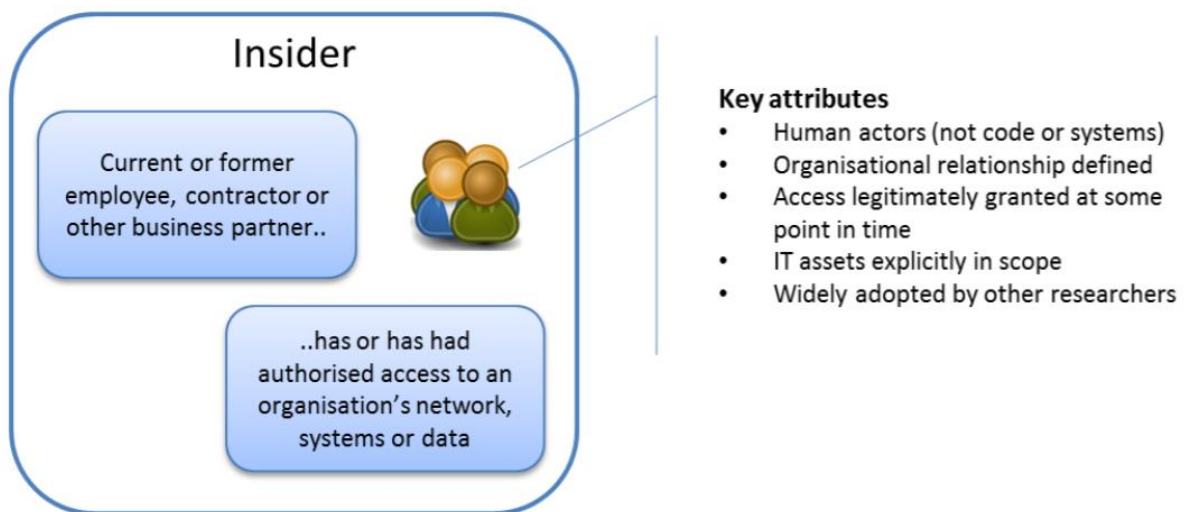 Insider
Current or former
employee, contractor or
other business partner..
..has or has had
authorised access to an
organisation’s network,
systems or data
Key attributes
• Human actors (not code or systems)
• Organisational relationship defined
• Access legitimately granted at some
point in time
• IT assets explicitly in scope
• Widely adopted by other researchers